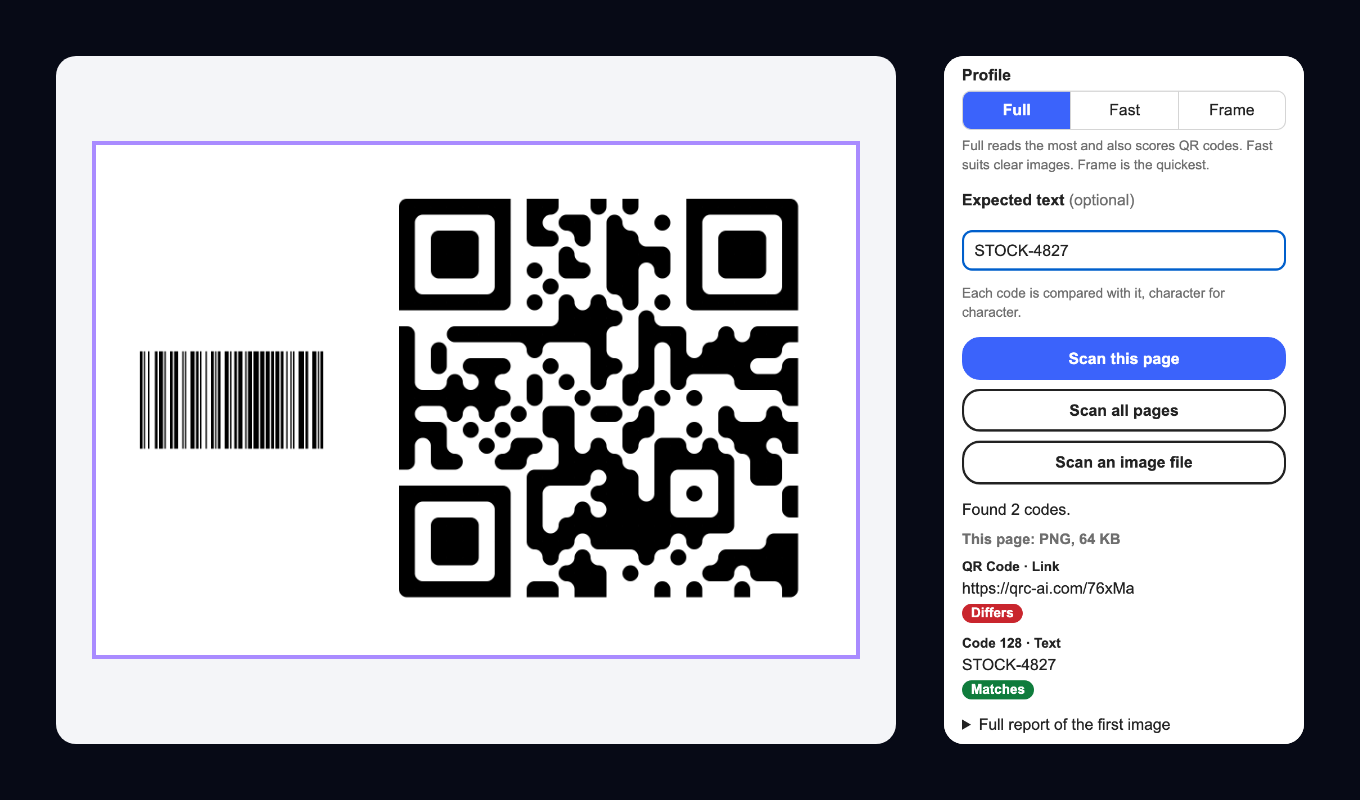 Profile
Full
Fast
Frame
Full reads the most and also scores QR codes. Fast
suits clear images. Frame is the quickest.
Expected text (optional)
STOCK-4827
Each code is compared with it, character for
character.
Scan this page
Scan all pages
Scan an image file
Found 2 codes.
This page: PNG, 64 KB
QR Code · Link
https://qrc-ai.com/76xMa
Differs
Code 128 · Text
STOCK-4827
Matches
Full report of the first image